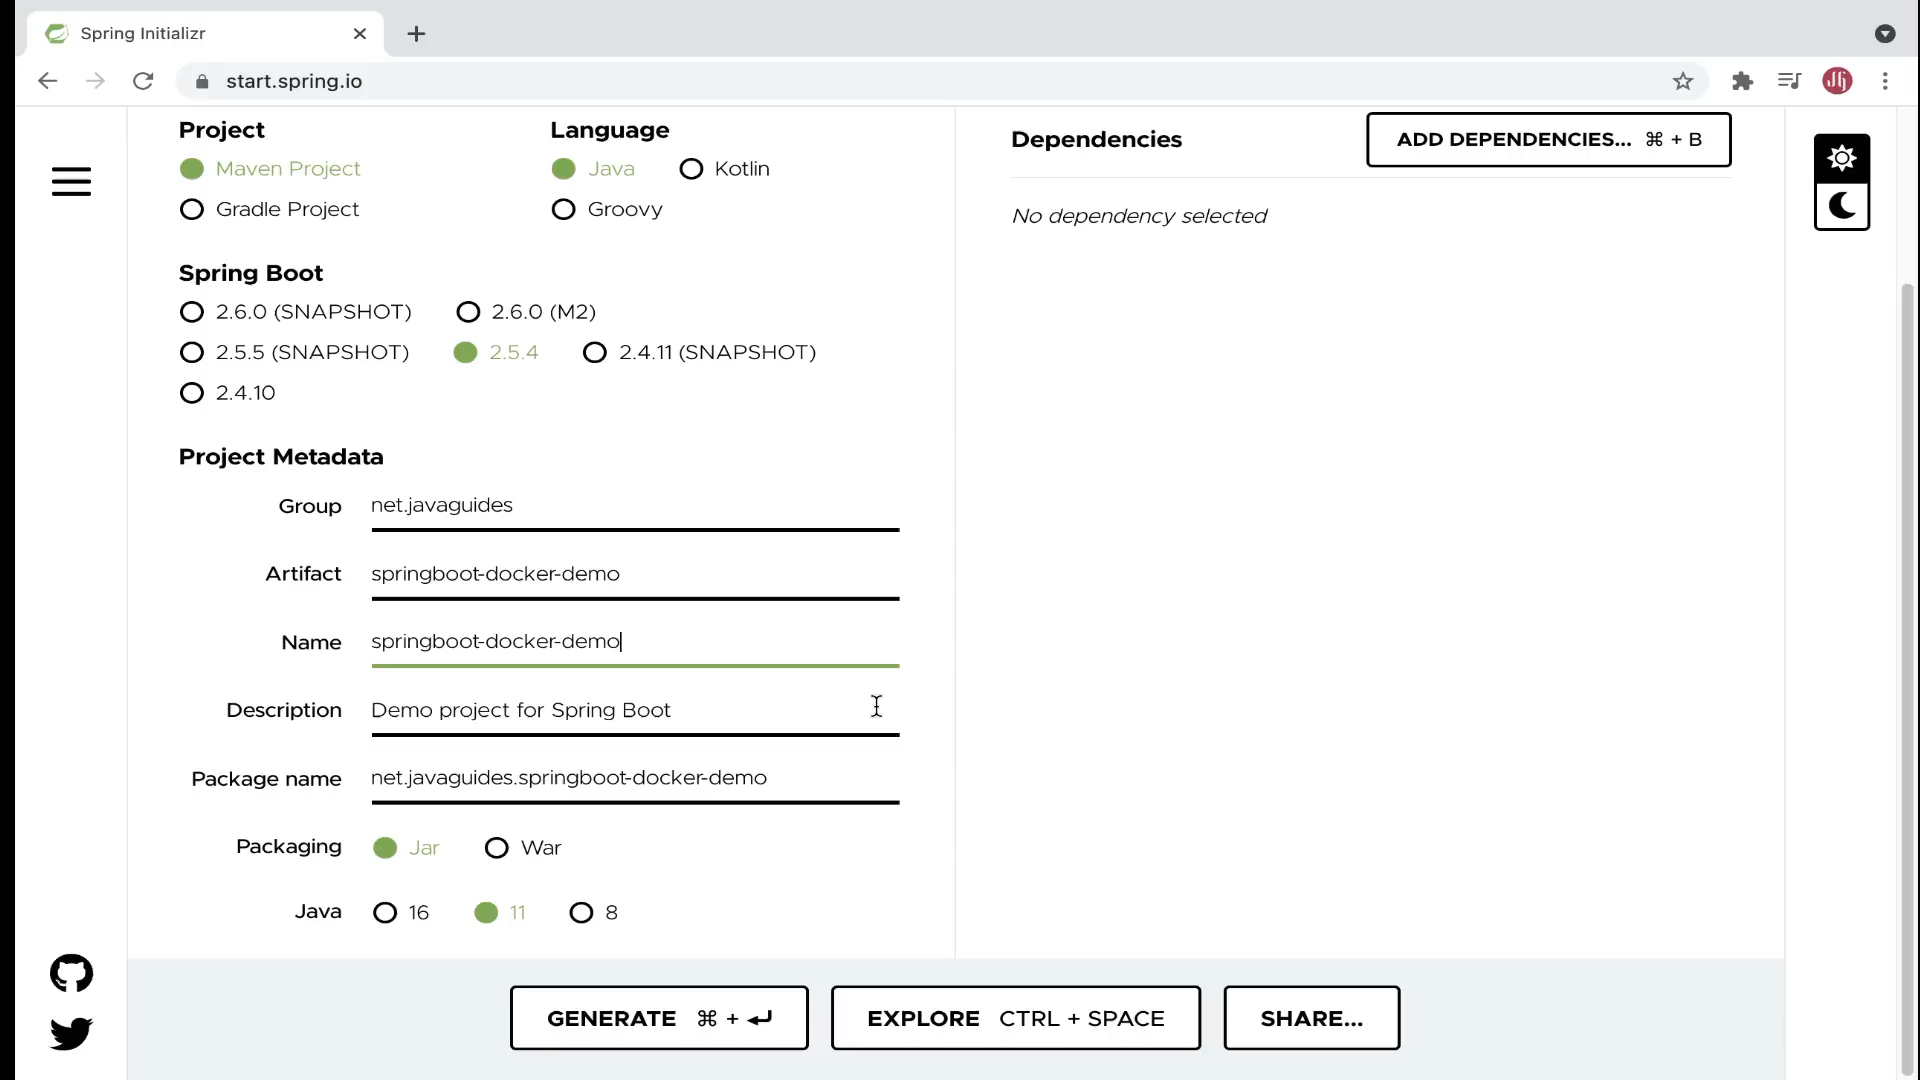 Spring Initializr
start.spring.io
Project
Language
Dependencies
ADD DEPENDENCIES... ⌘ + B
Maven Project
Java
Kotlin
Gradle Project
Groovy
No dependency selected
Spring Boot
2.6.0 (SNAPSHOT)
2.6.0 (M2)
2.5.5 (SNAPSHOT)
2.5.4
2.4.11 (SNAPSHOT)
2.4.10
Project Metadata
Group net.javaguides
Artifact springboot-docker-demo
Name springboot-docker-demo
Description Demo project for Spring Boot
Package name net.javaguides.springboot-docker-demo
Packaging Jar War
Java 16 11 8
GENERATE ⌘ + ↵
EXPLORE CTRL + SPACE
SHARE...